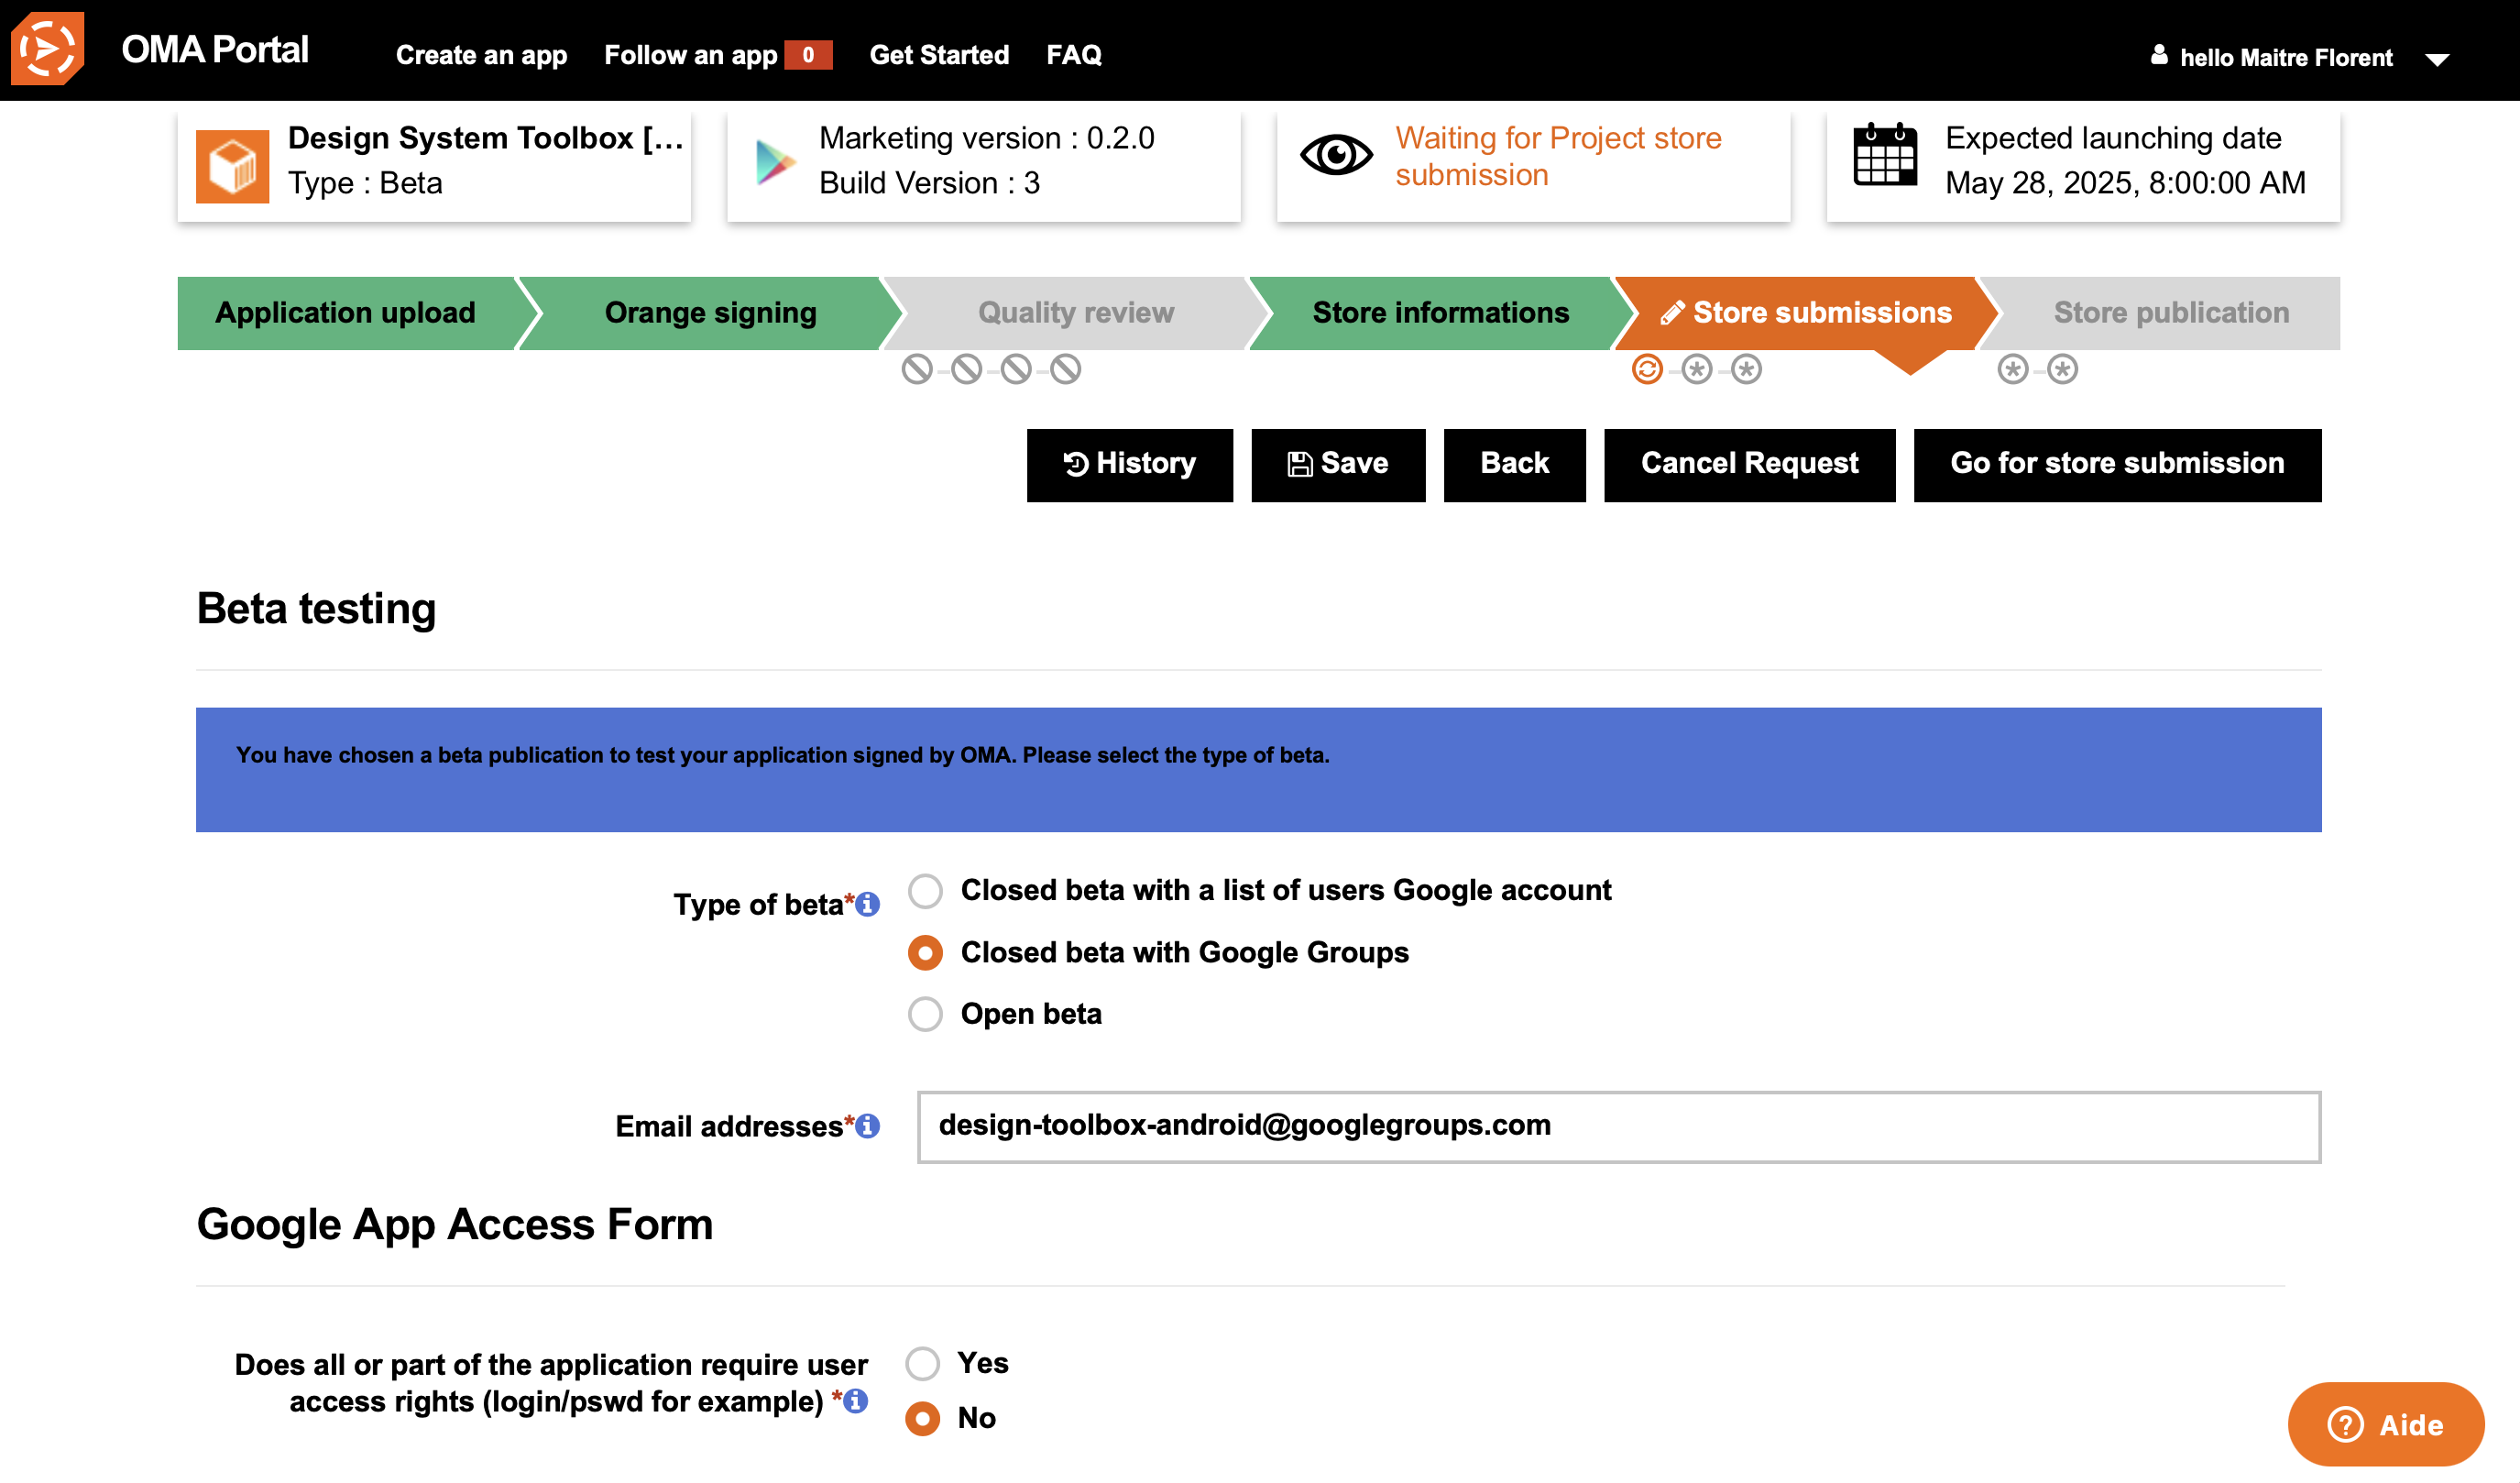 OMA Portal
Create an app
Follow an app 0
Get Started
FAQ
hello Maitre Florent
Design System Toolbox [...
Type : Beta
Marketing version : 0.2.0
Build Version : 3
Waiting for Project store
submission
Expected launching date
May 28, 2025, 8:00:00 AM
Application upload
Orange signing
Quality review
Store informations
Store submissions
Store publication
History
Save
Back
Cancel Request
Go for store submission
Beta testing
You have chosen a beta publication to test your application signed by OMA. Please select the type of beta.
Type of beta*
Closed beta with a list of users Google account
Closed beta with Google Groups
Open beta
Email addresses*
design-toolbox-android@googlegroups.com
Google App Access Form
Does all or part of the application require user
access rights (login/pswd for example) *
Yes
No
Aide